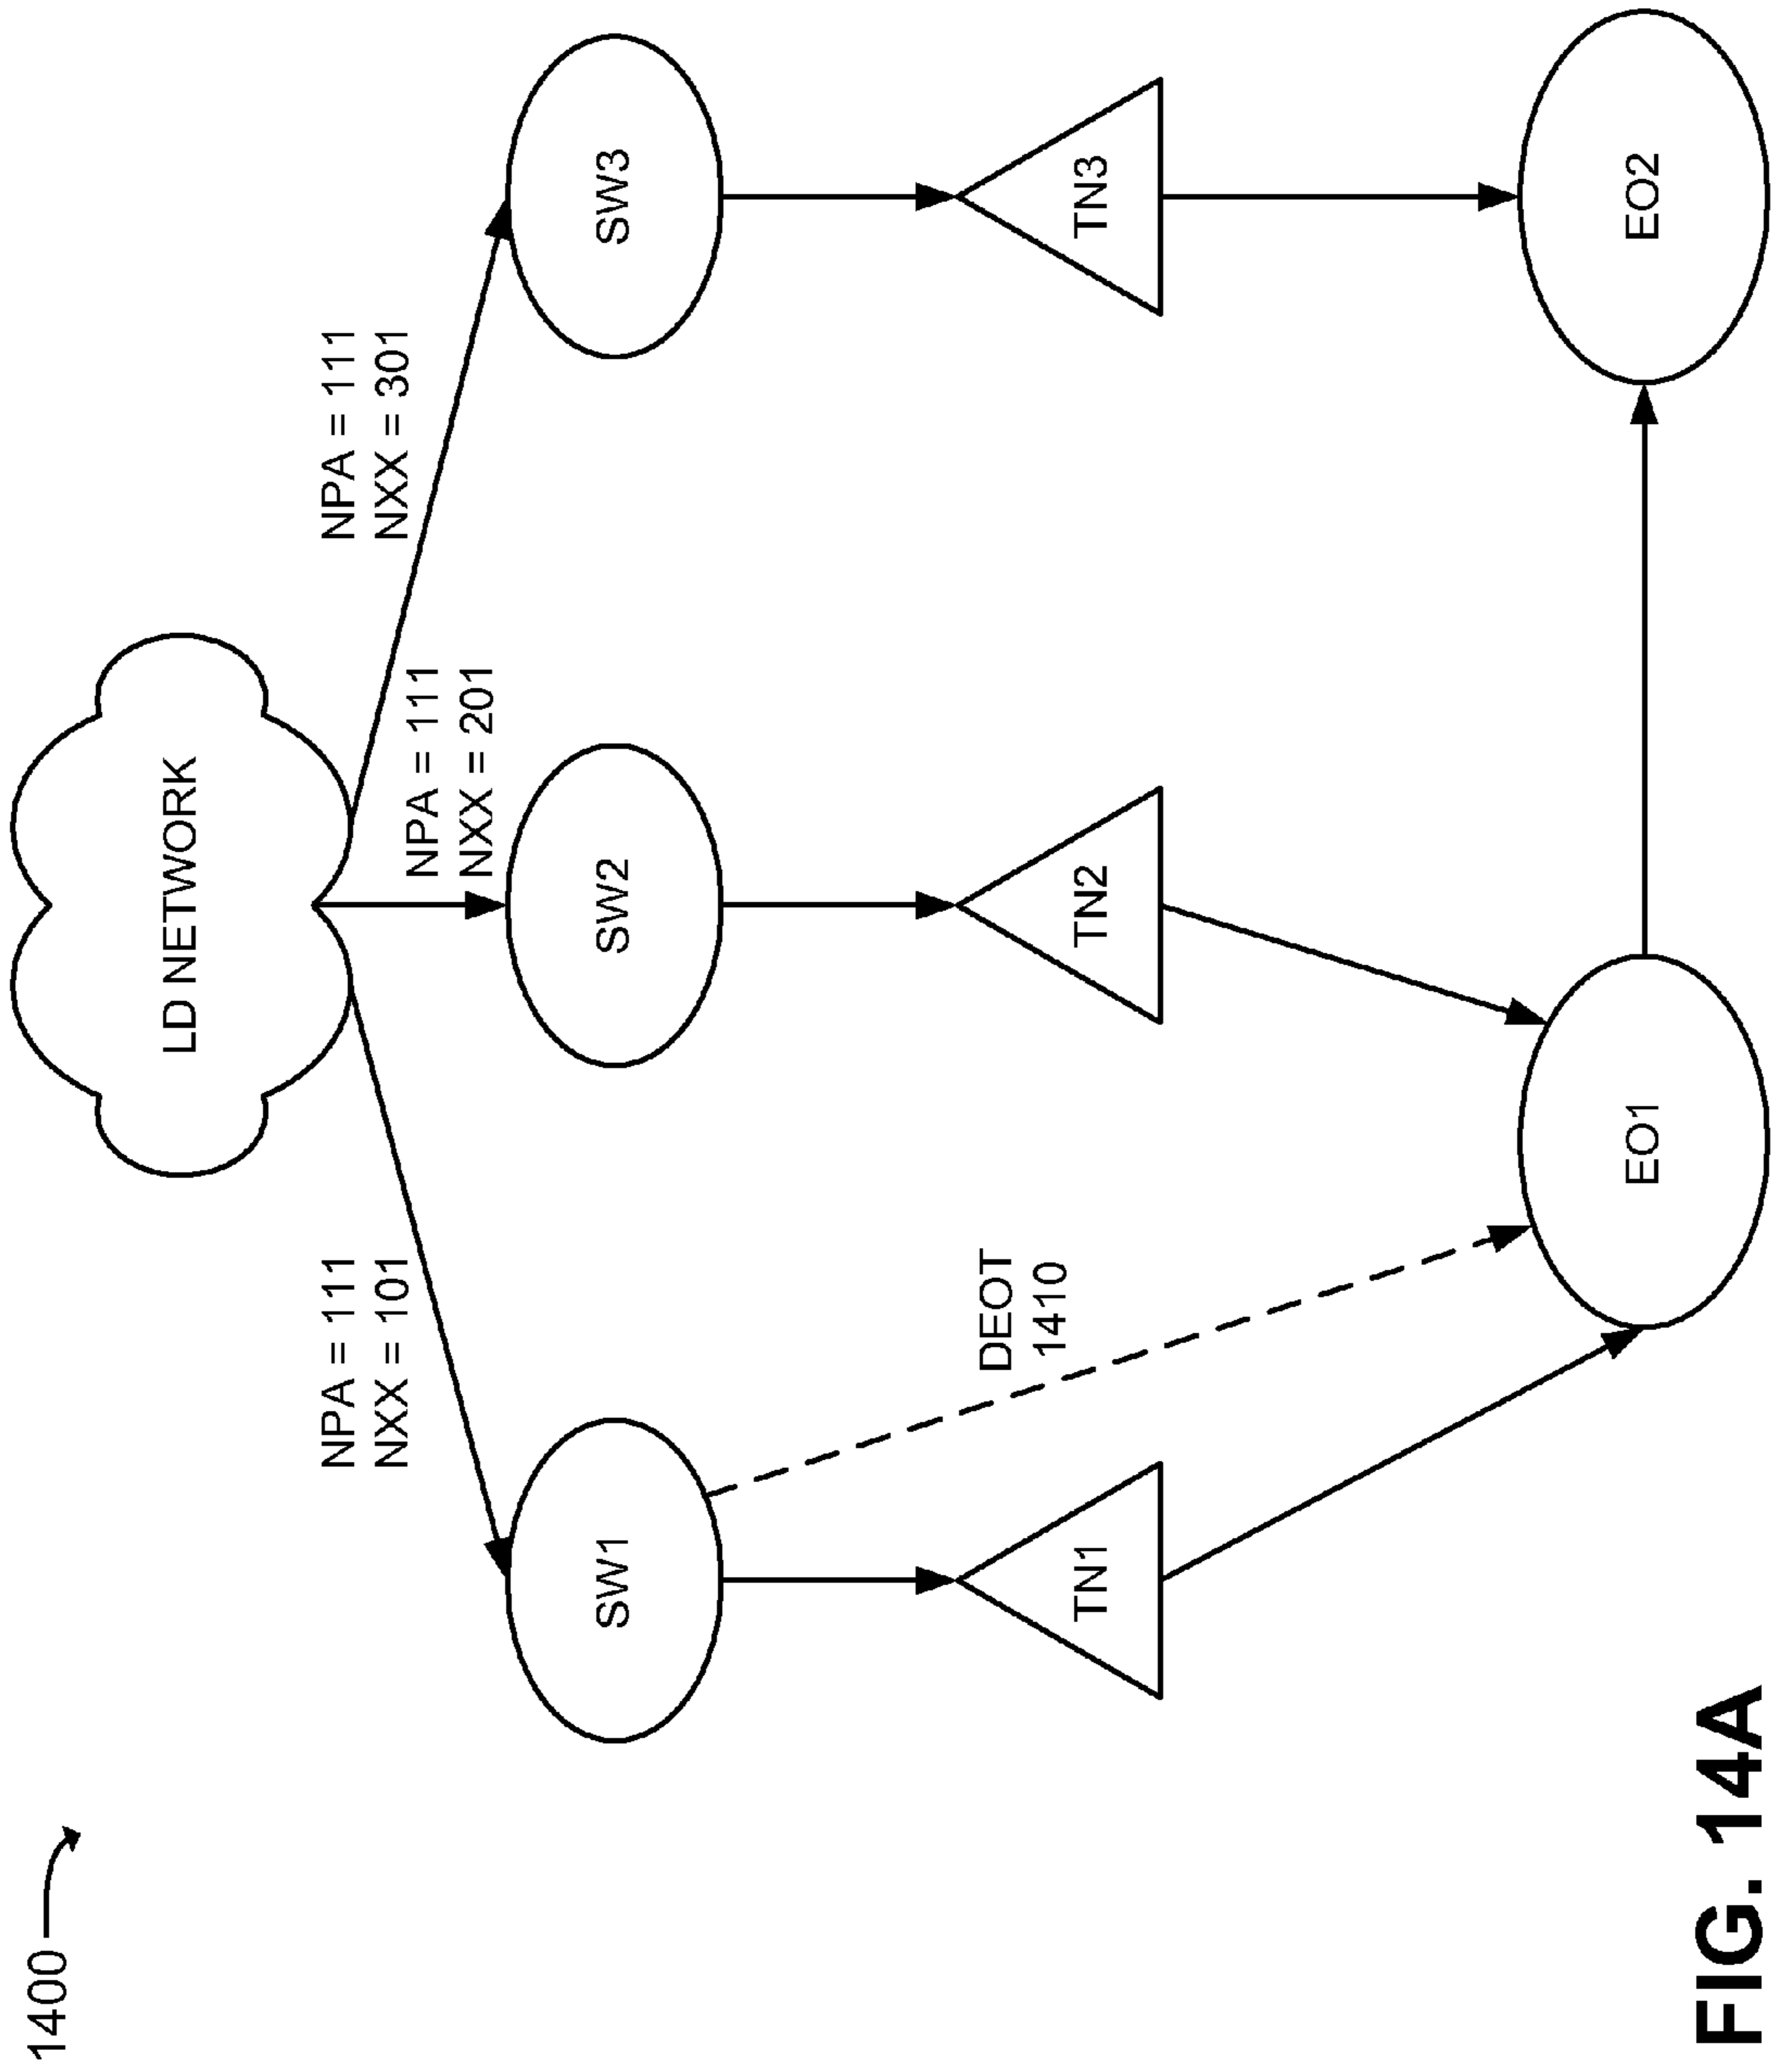 1400
LD NETWORK
NPA = 111
NXX = 101
NPA = 111
NXX = 201
NPA = 111
NXX = 301
SW1
SW2
SW3
DEOT
1410
TN1
TN2
TN3
EO1
EO2
FIG. 14A